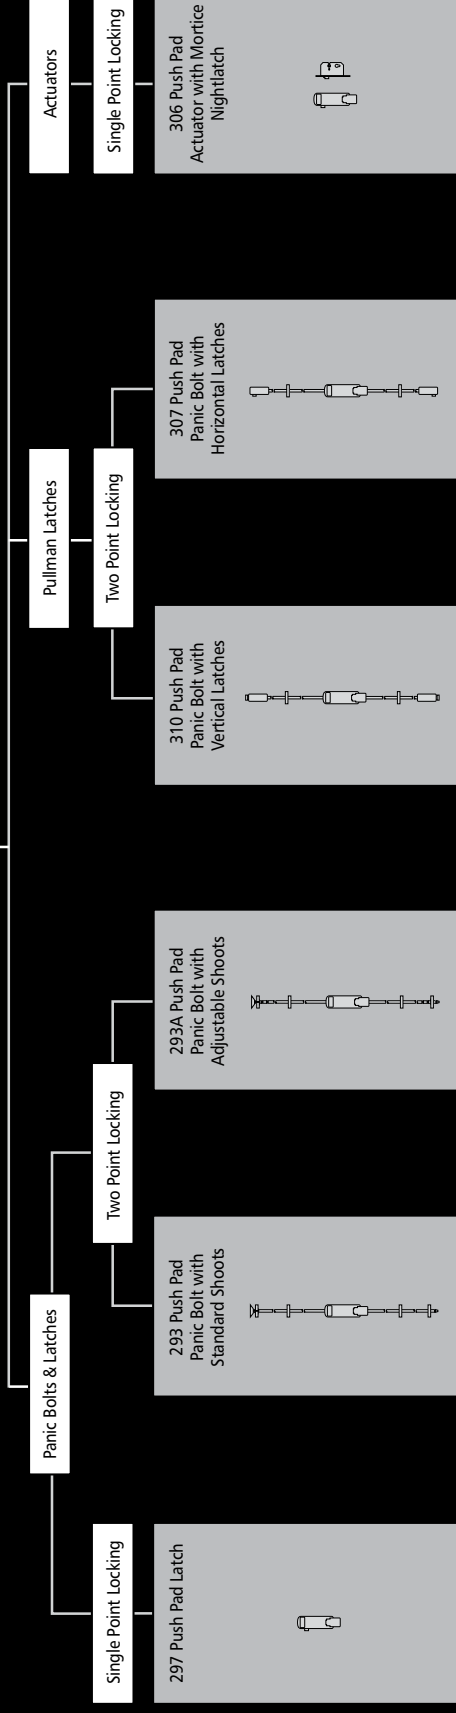 Panic Bolts & Latches
Pullman Latches
Actuators
Single Point Locking
Two Point Locking
Two Point Locking
Single Point Locking
297 Push Pad Latch
293 Push Pad
Panic Bolt with
Standard Shoots
293A Push Pad
Panic Bolt with
Adjustable Shoots
310 Push Pad
Panic Bolt with
Vertical Latches
307 Push Pad
Panic Bolt with
Horizontal Latches
306 Push Pad
Actuator with Mortice
Nightlatch